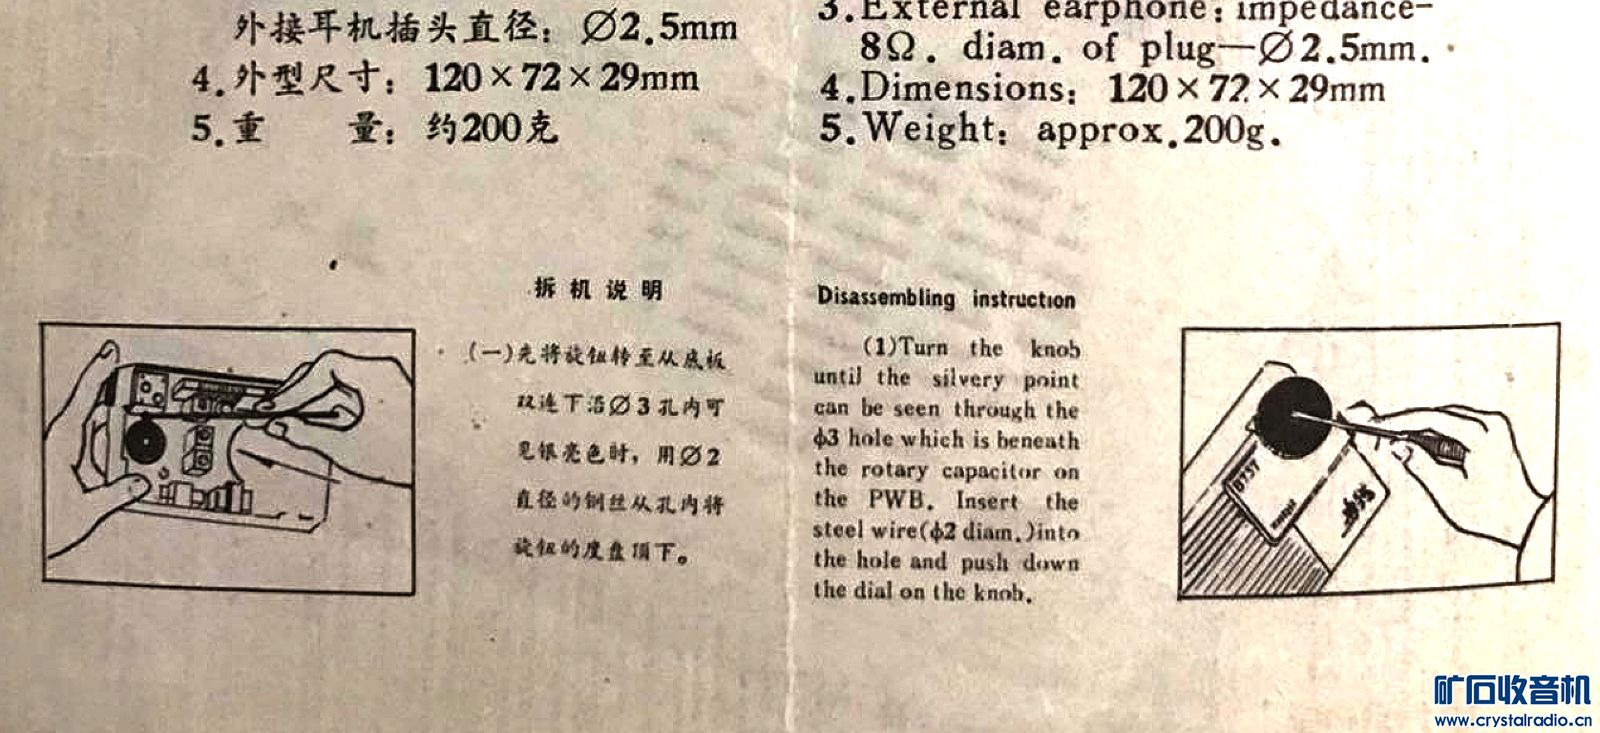 外接耳机插头直径：∅2.5mm
4.外型尺寸：120×72×29mm
5.重 量：约200克
3.External earphone: impedance-
8Ω. diam. of plug—∅2.5mm.
4.Dimensions: 120×72×29mm
5.Weight: approx.200g.
拆机说明
(一)先将旋钮转至从底板
双连下沿∅3孔内可
见银亮色时，用∅2
直径的钢丝从孔内将
旋钮的度盘顶下。
Disassembling instruction
(1)Turn the knob
until the silvery point
can be seen through the
ϕ3 hole which is beneath
the rotary capacitor on
the PWB. Insert the
steel wire(ϕ2 diam.)into
the hole and push down
the dial on the knob.
矿石收音机
www.crystalradio.cn